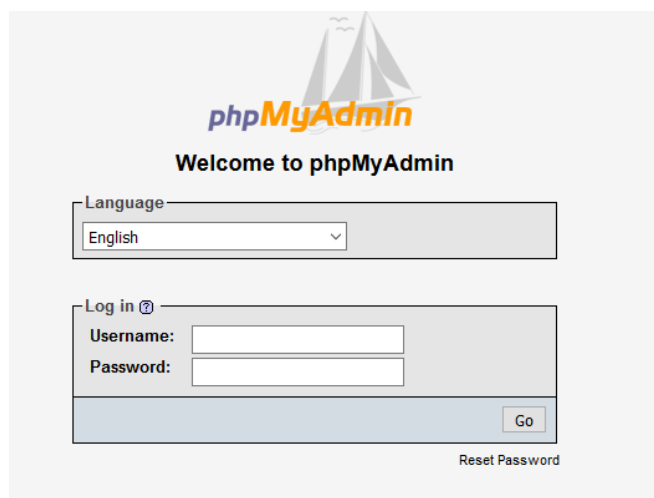 phpMyAdmin
Welcome to phpMyAdmin
Language
English
Log in ?
Username:
Password:
Go
Reset Password